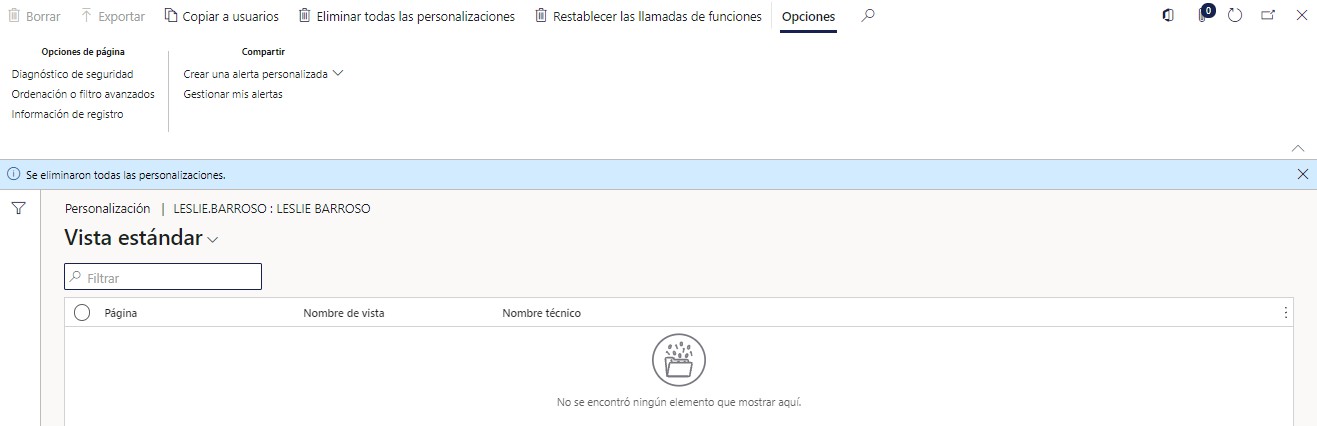 Borrar Exportar Copiar a usuarios Eliminar todas las personalizaciones Restablecer las llamadas de funciones Opciones 0
Opciones de página
Diagnóstico de seguridad
Ordenación o filtro avanzados
Información de registro
Compartir
Crear una alerta personalizada
Gestionar mis alertas
Se eliminaron todas las personalizaciones.
Personalización | LESLIE.BARROSO : LESLIE BARROSO
Vista estándar
Filtrar
Página Nombre de vista Nombre técnico
No se encontró ningún elemento que mostrar aquí.